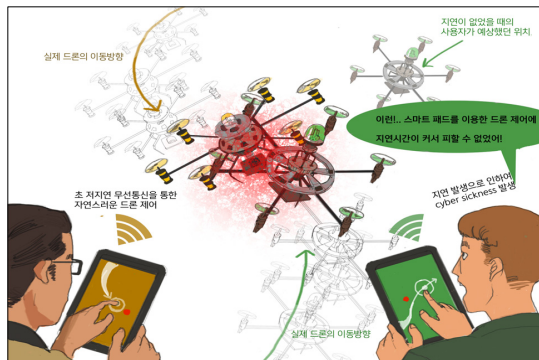 지연이 없었을 때의
사용자가 예상했던 위치
실제 드론의 이동방향
이런!.. 스마트 패드를 이용한 드론 제어에
지연시간이 커서 피할 수 없었어!
초 저지연 무선통신을 통한
자연스러운 드론 제어
지연 발생으로 인하여
cyber sickness 발생
실제 드론의 이동방향